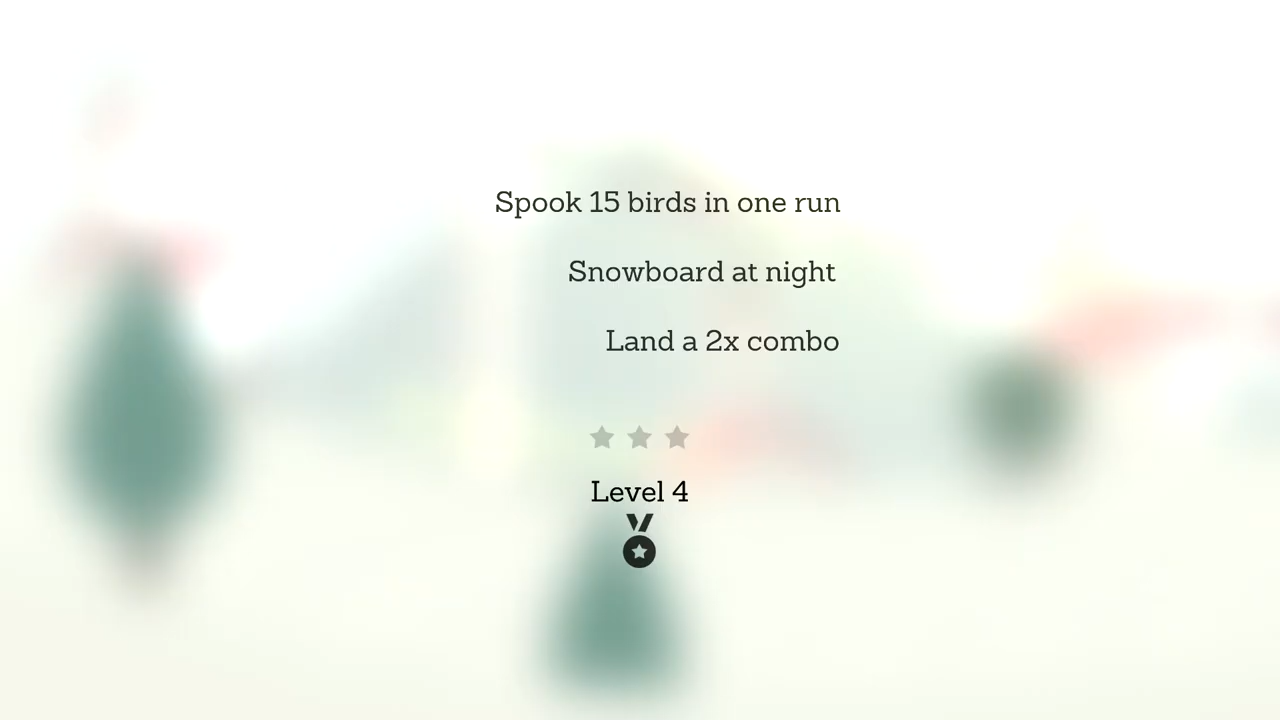 Spook 15 birds in one run
Snowboard at night
Land a 2x combo
Level 4